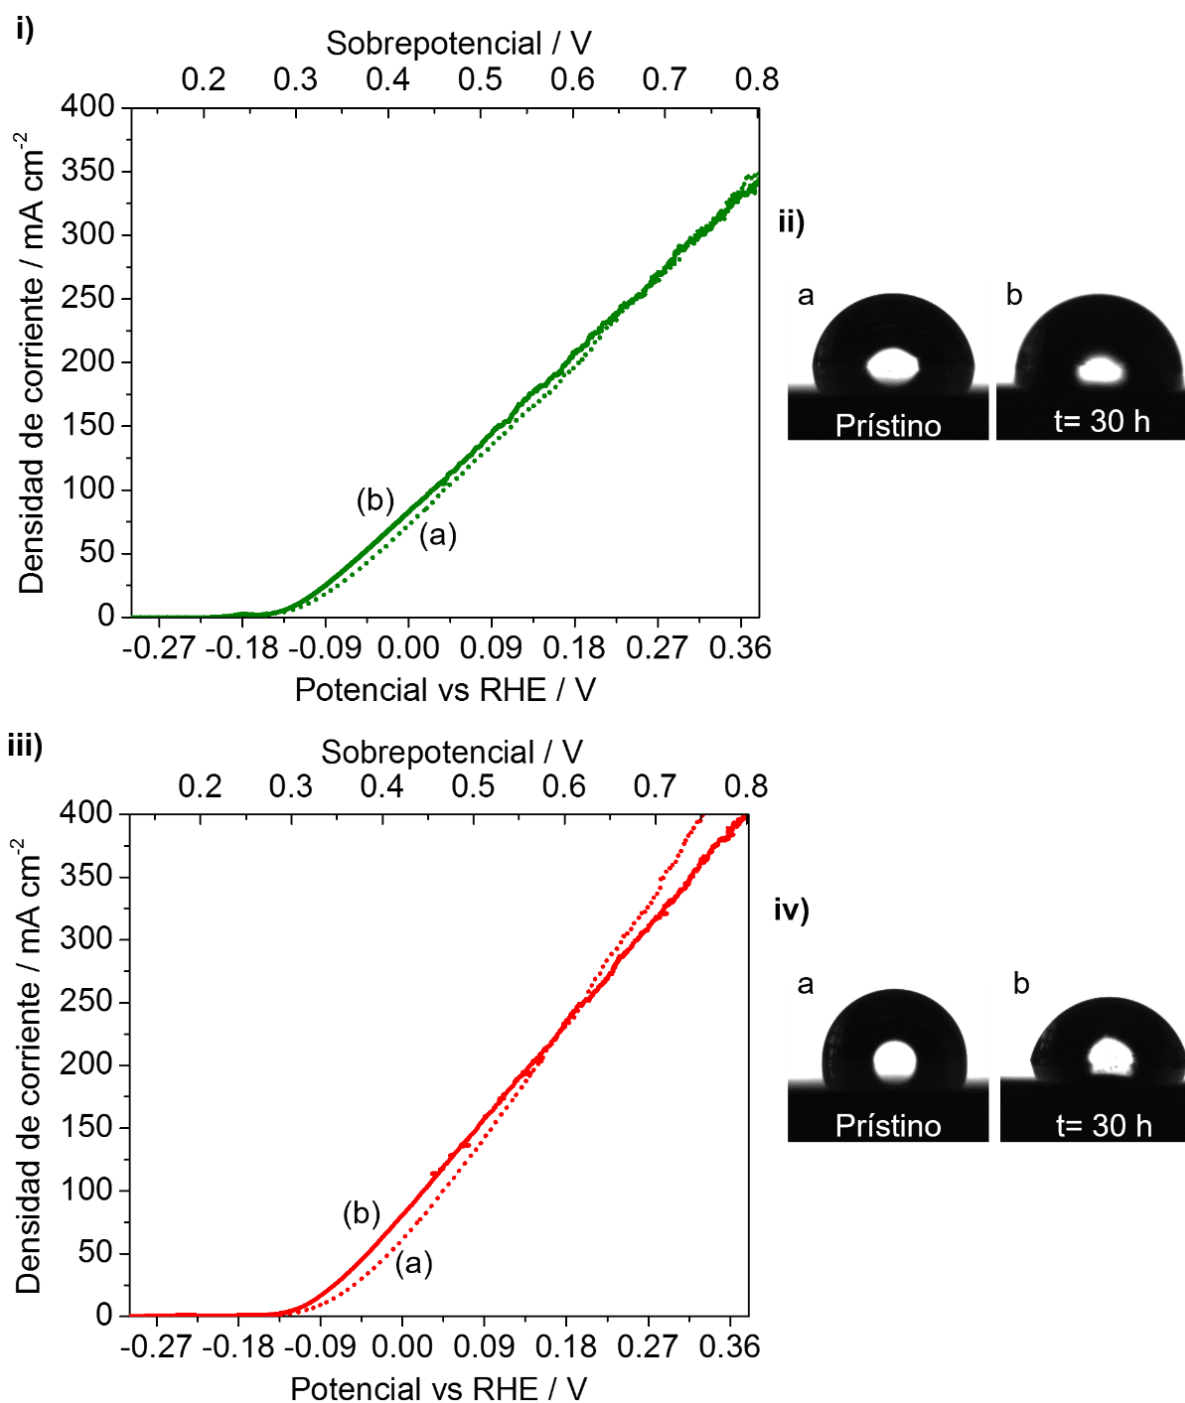 i)
Sobrepotencial / V
0.2 0.3 0.4 0.5 0.6 0.7 0.8
400
350
300
250
200
150
100
50
0
Densidad de corriente / mA cm-2
(b)
(a)
-0.27 -0.18 -0.09 0.00 0.09 0.18 0.27 0.36
Potencial vs RHE / V
ii)
a b
Prístino t= 30 h
iii)
Sobrepotencial / V
0.2 0.3 0.4 0.5 0.6 0.7 0.8
400
350
300
250
200
150
100
50
0
Densidad de corriente / mA cm-2
(b)
(a)
-0.27 -0.18 -0.09 0.00 0.09 0.18 0.27 0.36
Potencial vs RHE / V
iv)
a b
Prístino t= 30 h